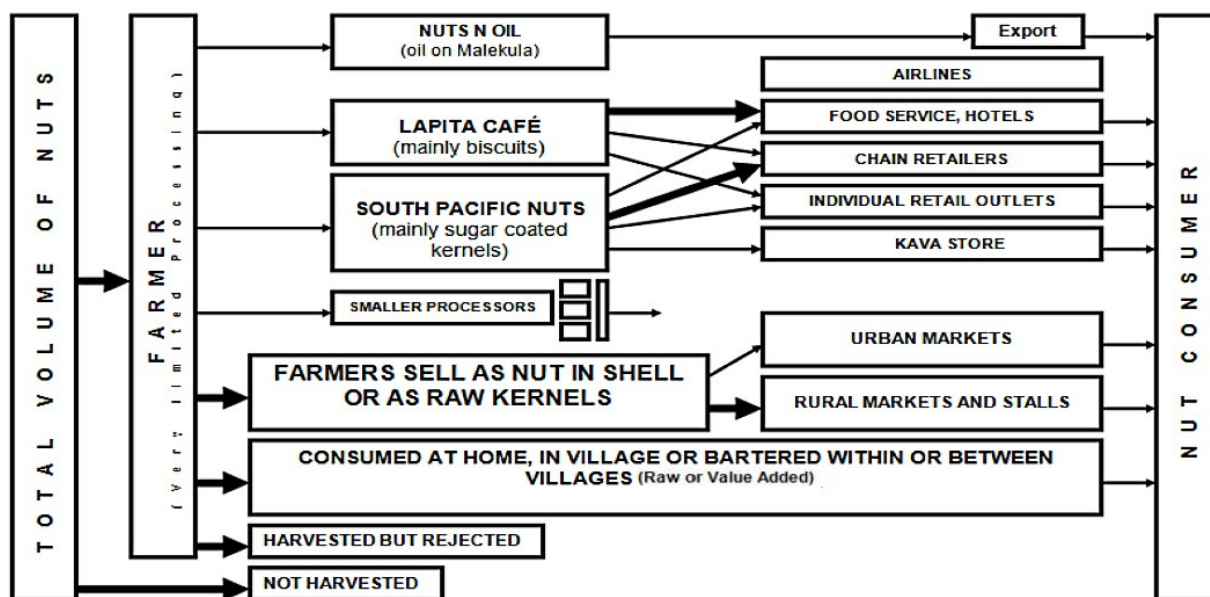 TOTAL VOLUME OF NUTS
FARMER
(Very limited Processing)
NUTS N OIL
(oil on Malekula)
Export
AIRLINES
LAPITA CAFÉ
(mainly biscuits)
FOOD SERVICE, HOTELS
CHAIN RETAILERS
SOUTH PACIFIC NUTS
(mainly sugar coated
kernels)
INDIVIDUAL RETAIL OUTLETS
KAVA STORE
SMALLER PROCESSORS
URBAN MARKETS
FARMERS SELL AS NUT IN SHELL
OR AS RAW KERNELS
RURAL MARKETS AND STALLS
CONSUMED AT HOME, IN VILLAGE OR BARTERED WITHIN OR BETWEEN
VILLAGES (Raw or Value Added)
HARVESTED BUT REJECTED
NOT HARVESTED
NUT CONSUMER